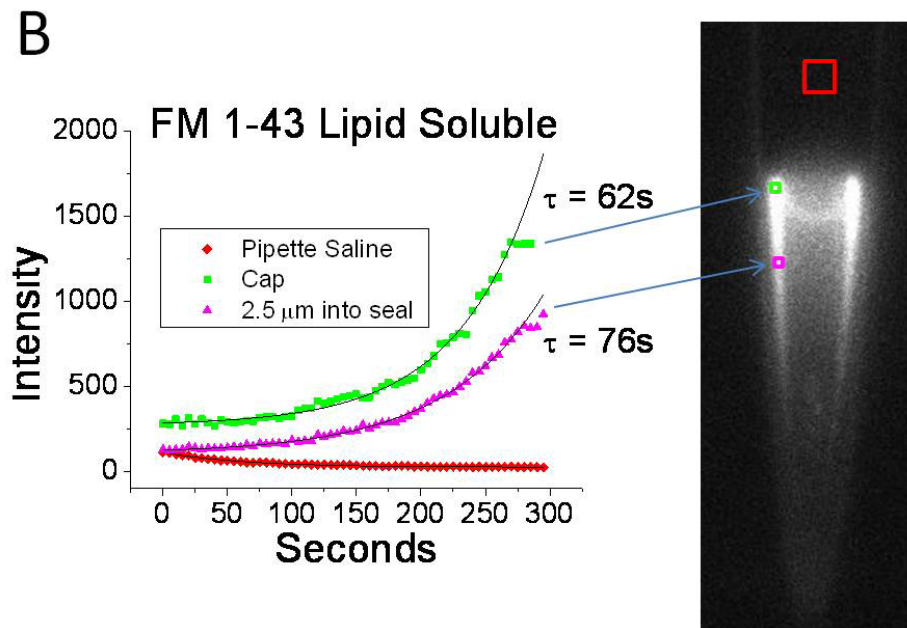 B
FM 1-43 Lipid Soluble
2000
1500
1000
500
0
Intensity
Pipette Saline
Cap
2.5 μm into seal
τ = 62s
τ = 76s
0 50 100 150 200 250 300
Seconds